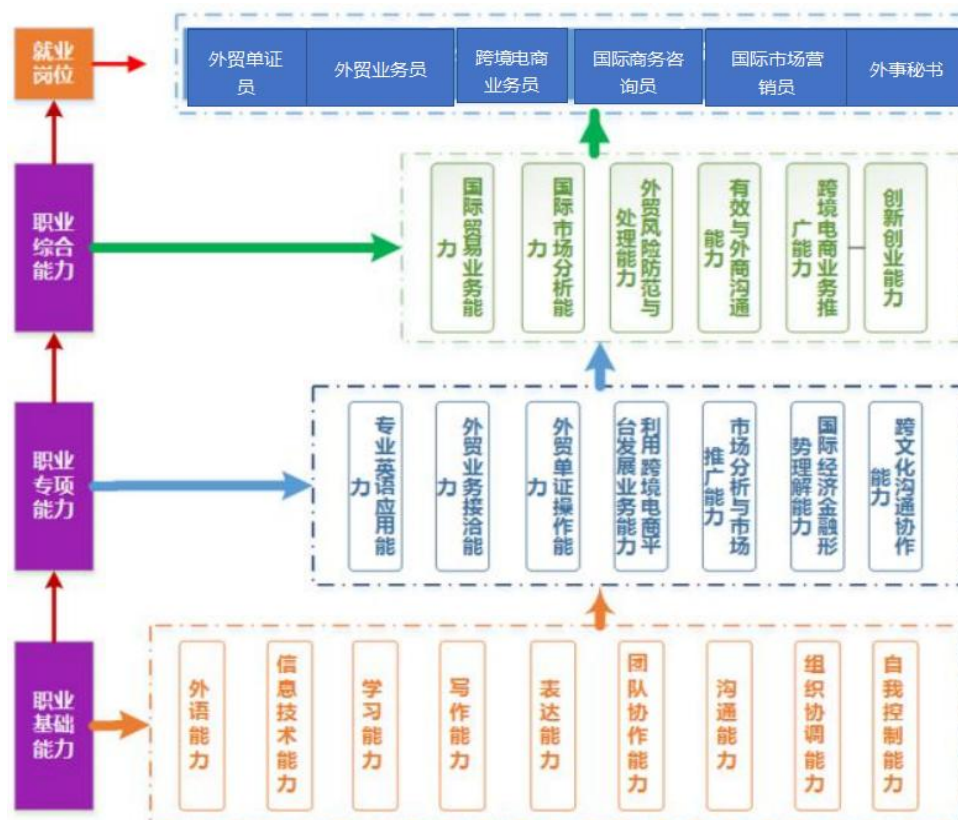 就业
岗位
外贸单证
员
外贸业务员
跨境电商
业务员
国际商务咨
询员
国际市场营
销员
外事秘书
职业
综合
能力
国际贸易业务能
力
国际市场分析能
力
外贸风险防范与
处理能力
有效与外商沟通
能力
跨境电商业务推
广能力
创新创业能力
职业
专项
能力
专业英语应用能
力
外贸业务接洽能
力
外贸单证操作能
力
利用 跨境电商平
台发展业务能力
市场分析与市场
推广能力
国际经济金融形
势理解能力
跨文化沟通协作
能力
职业
基础
能力
外语能力
信息技术能力
学习能力
写作能力
表达能力
团队协作能力
沟通能力
组织协调能力
自我控制能力